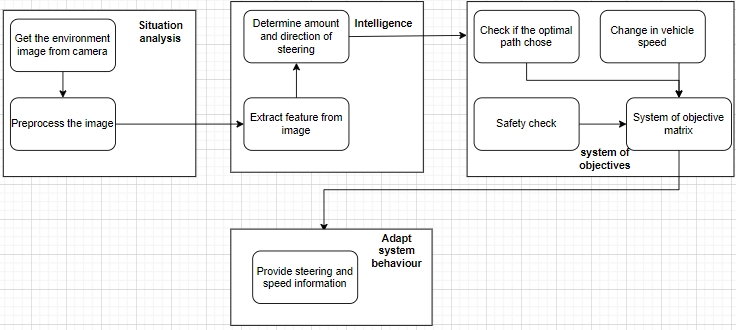 Situation
analysis
Get the environment
image from camera
Preprocess the image
Determine amount
and direction of
steering
Intelligence
Extract feature from
image
Check if the optimal
path chose
Change in vehicle
speed
Safety check
System of objective
matrix
system of
objectives
Adapt
system
behaviour
Provide steering and
speed information